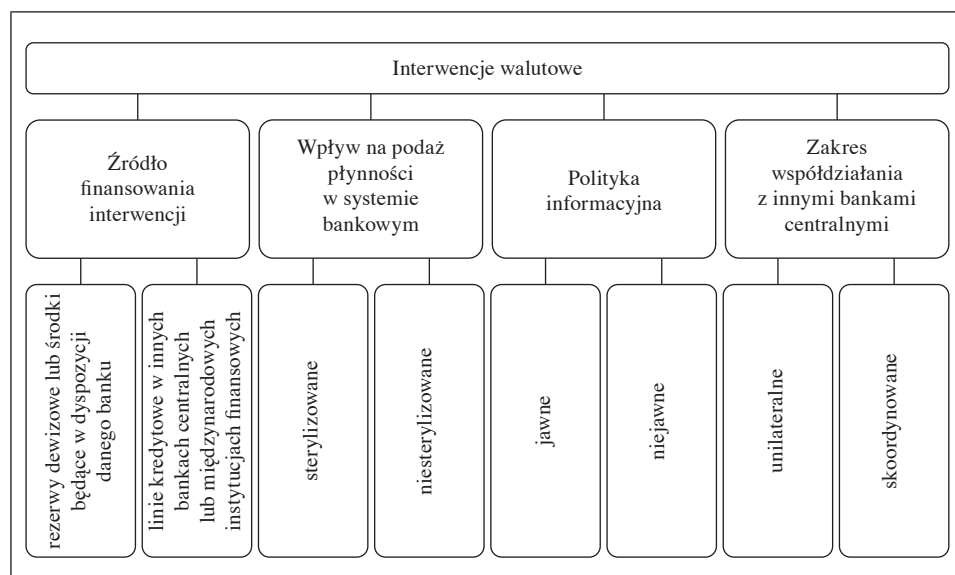 Interwencje walutowe
Źródło
finansowania
interwencji
Wpływ na podaż
płynności
w systemie
bankowym
Polityka
informacyjna
Zakres
współdziałania
z innymi bankami
centralnymi
rezerwy dewizowe lub środki
będące w dyspozycji
danego banku
linie kredytowe w innych
bankach centralnych
lub międzynarodowych
instytucjach finansowych
sterylizowane
niesterylizowane
jawne
niejawne
unilateralne
skoordynowane